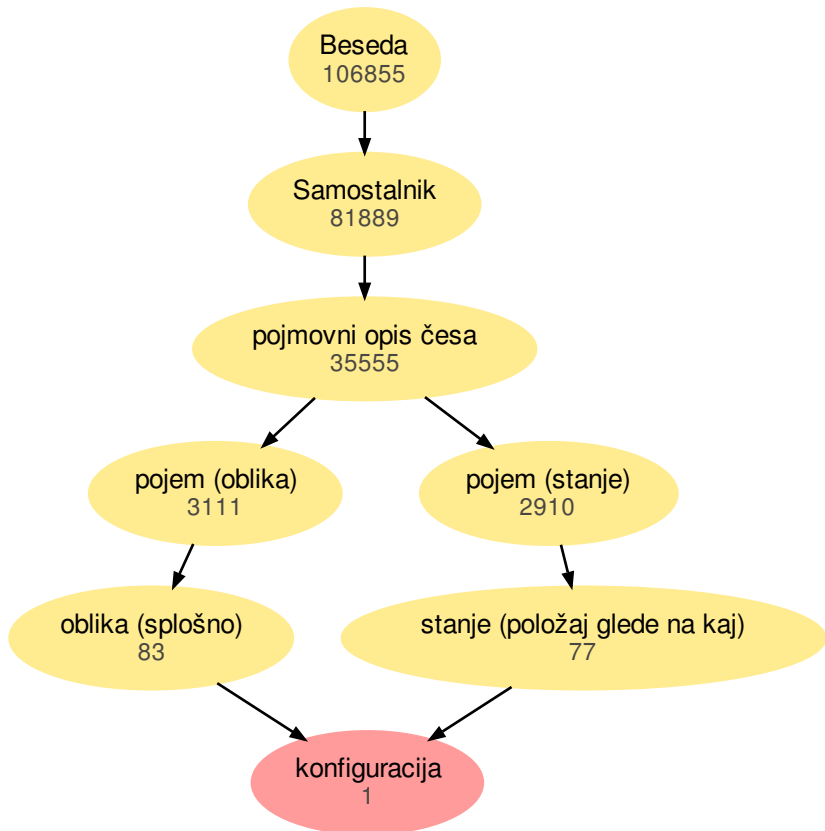 Beseda
106855
Samostalnik
81889
pojmovni opis česa
35555
pojem (oblika)
3111
pojem (stanje)
2910
oblika (splošno)
83
stanje (položaj glede na kaj)
77
konfiguracija
1